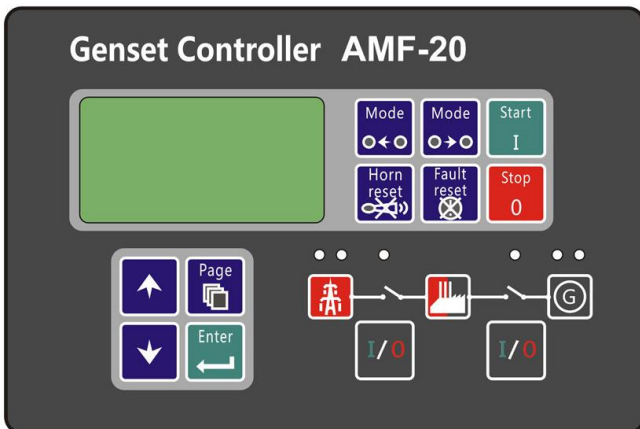 Genset Controller AMF-20
Mode
Mode
Start
I
Horn
reset
Fault
reset
Stop
0
Page
Enter
G
I/O
I/O